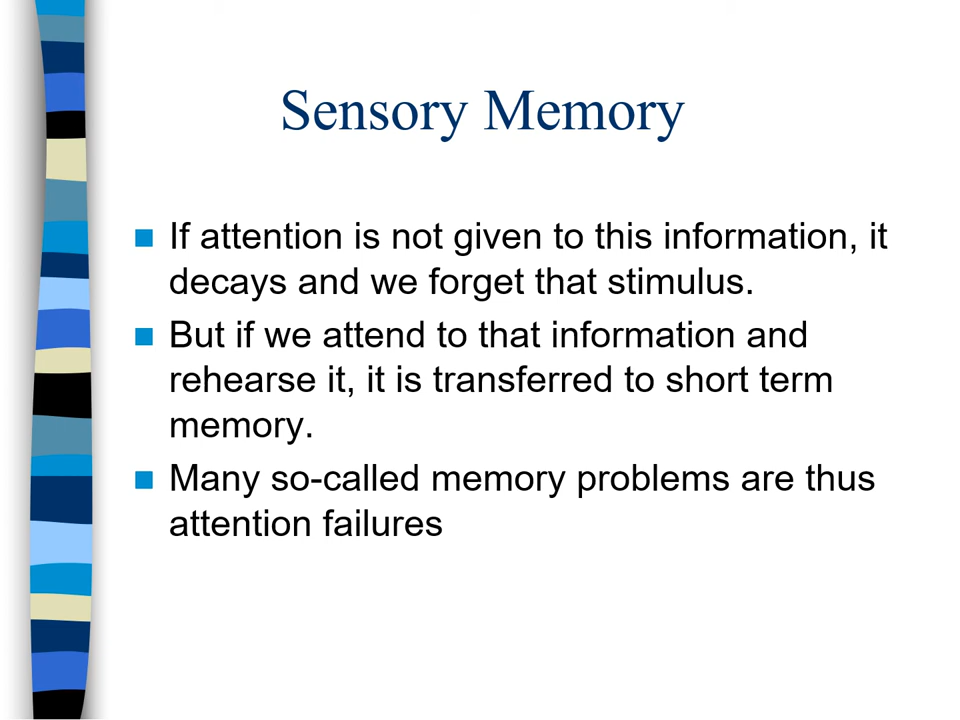 Sensory Memory
If attention is not given to this information, it
decays and we forget that stimulus.
But if we attend to that information and
rehearse it, it is transferred to short term
memory.
Many so-called memory problems are thus
attention failures